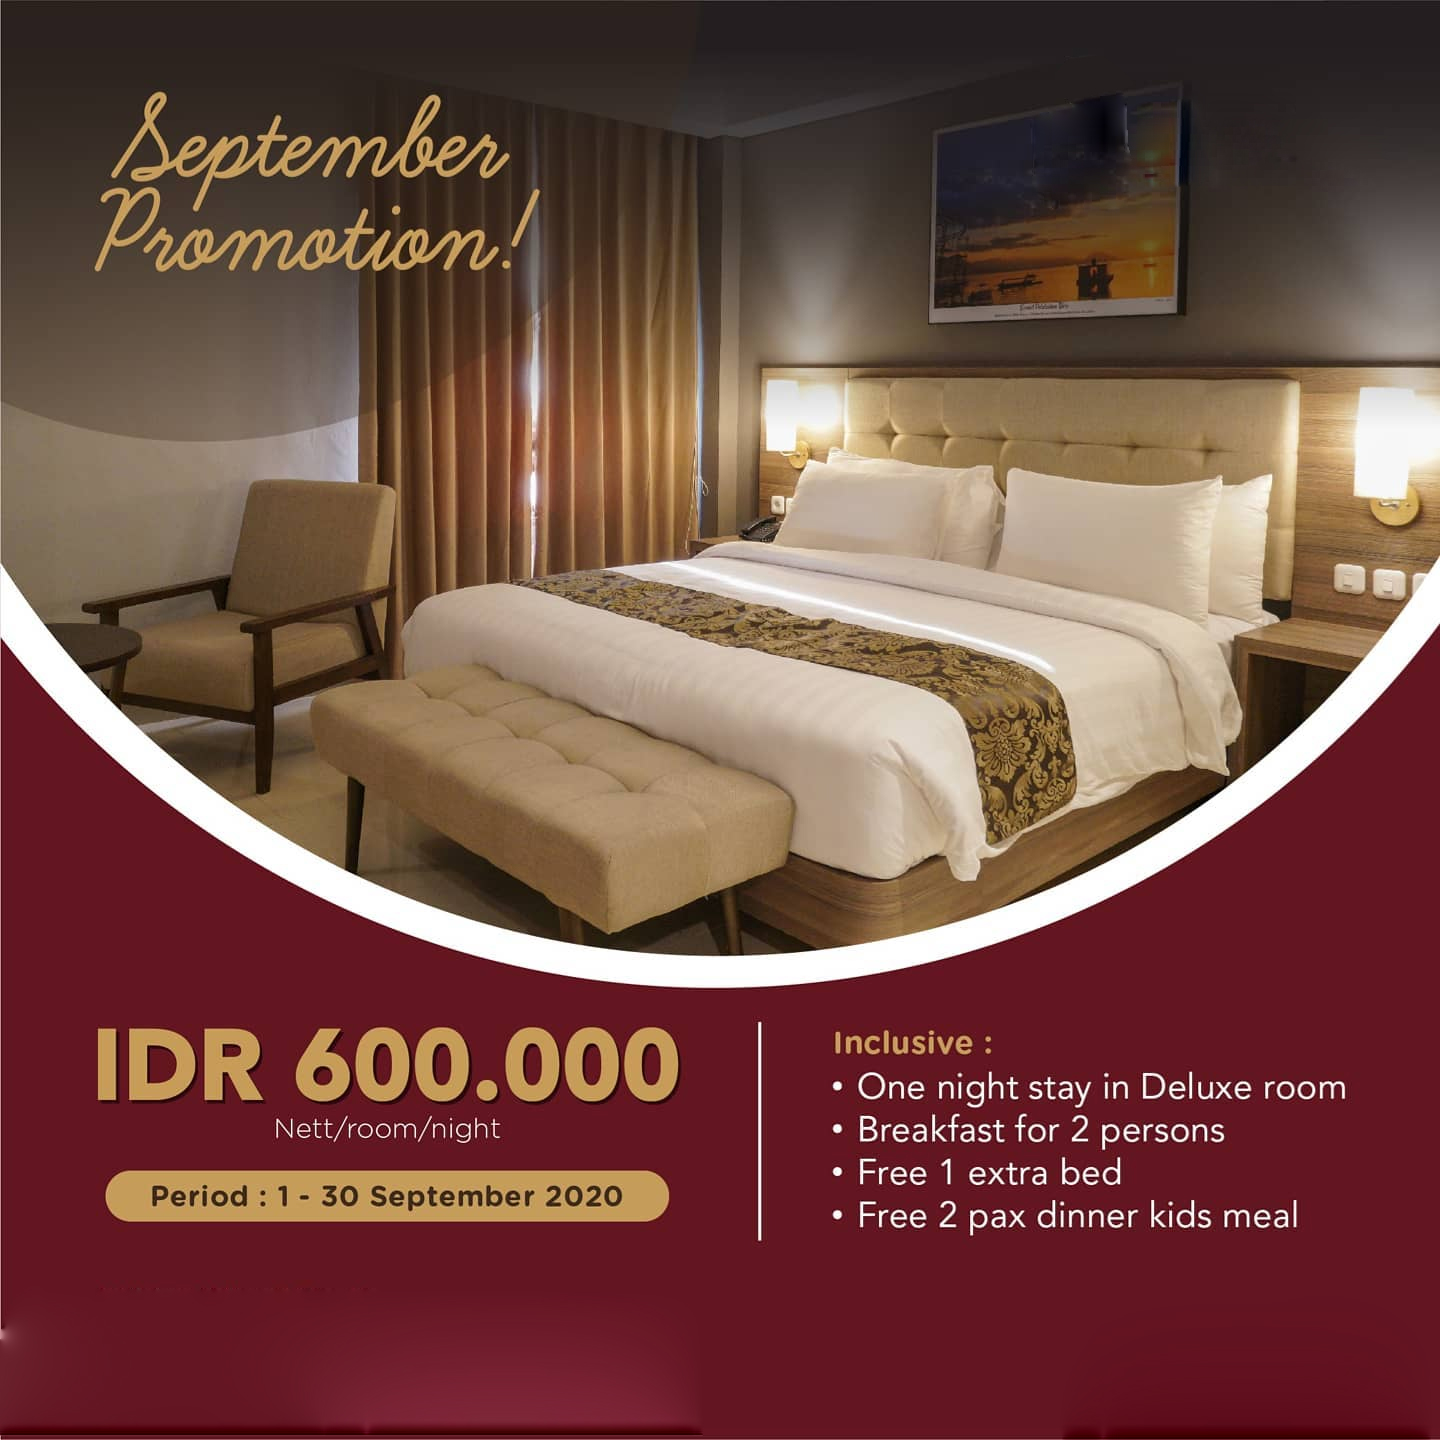 September
Promotion!
IDR 600.000
Nett/room/night
Period : 1 - 30 September 2020
Inclusive :
• One night stay in Deluxe room
• Breakfast for 2 persons
• Free 1 extra bed
• Free 2 pax dinner kids meal